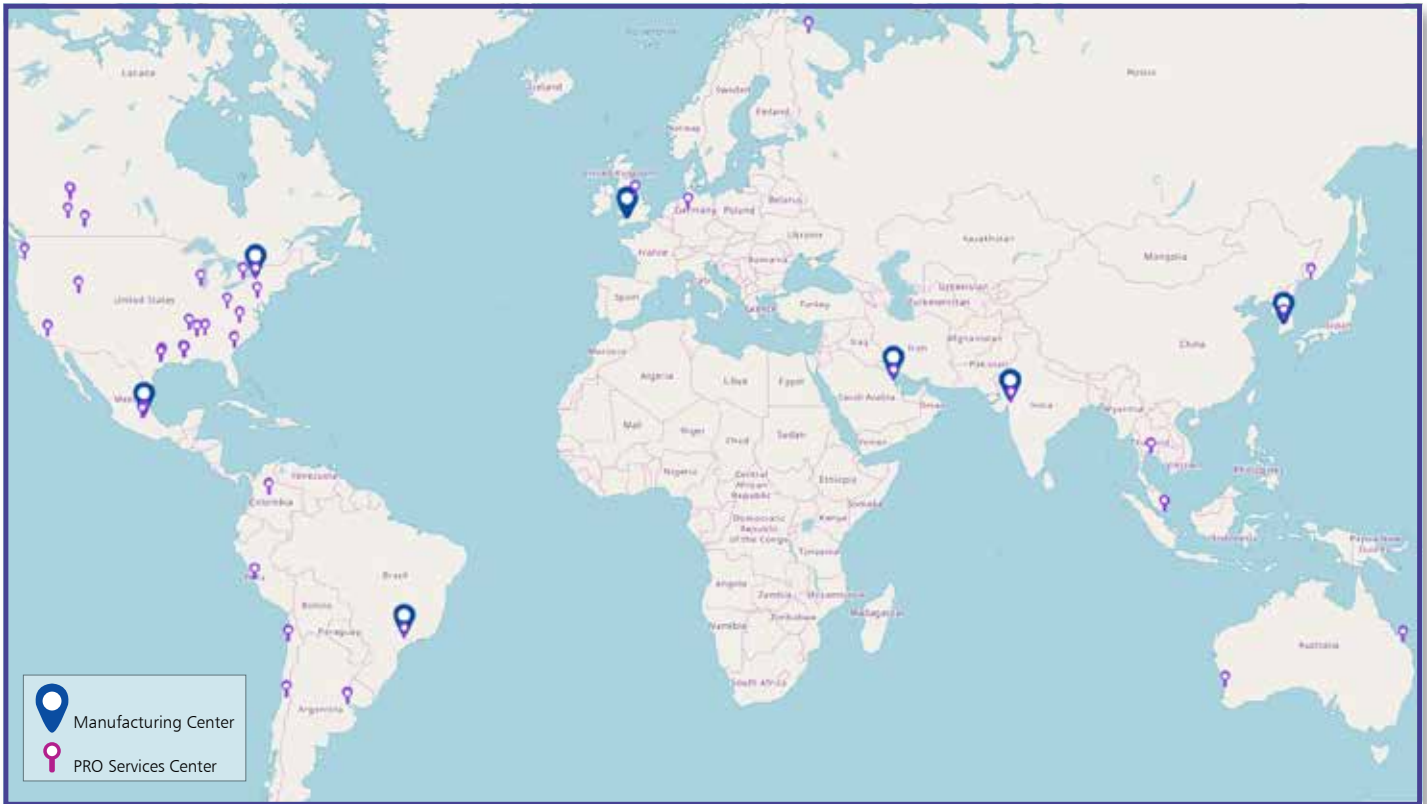 Russia
Iceland
Sweden
Finland
Norway
United Kingdom
Belarus
Germany
Poland
Ukraine
Kazakhstan
France
Romania
Mongolia
United States
Spain
Uzbekistan
Turkmenistan
Turkey
Greece
Japan
China
Iraq
Iran
Afghanistan
Morocco
Pakistan
Algeria
Libya
Egypt
Saudi Arabia
Oman
India
Myanmar
Mali
Niger
Chad
Sudan
Yemen
Thailand
Nigeria
Central
African
Republic
Ethiopia
Philippines
Venezuela
Colombia
Somalia
Democratic
Republic
of the Congo
Kenya
Indonesia
Papua New
Guinea
Tanzania
Peru
Brazil
Angola
Zambia
Mozambique
Bolivia
Madagascar
Namibia
Zimbabwe
Paraguay
Australia
South Africa
Argentina
Manufacturing Center
PRO Services Center